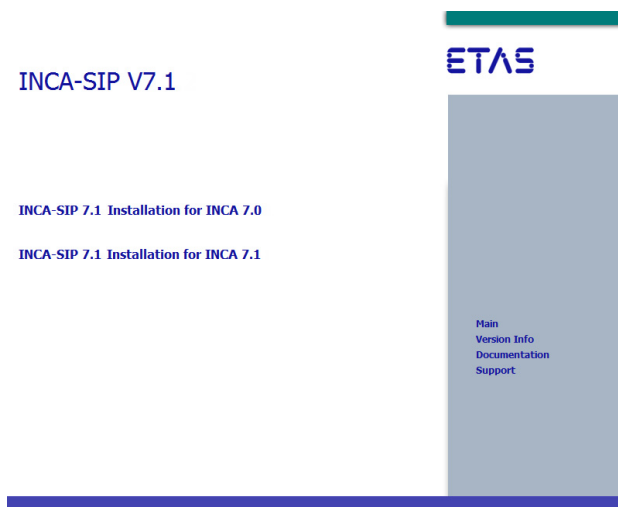 ETAS
INCA-SIP V7.1
INCA-SIP 7.1 Installation for INCA 7.0
INCA-SIP 7.1 Installation for INCA 7.1
Main
Version Info
Documentation
Support